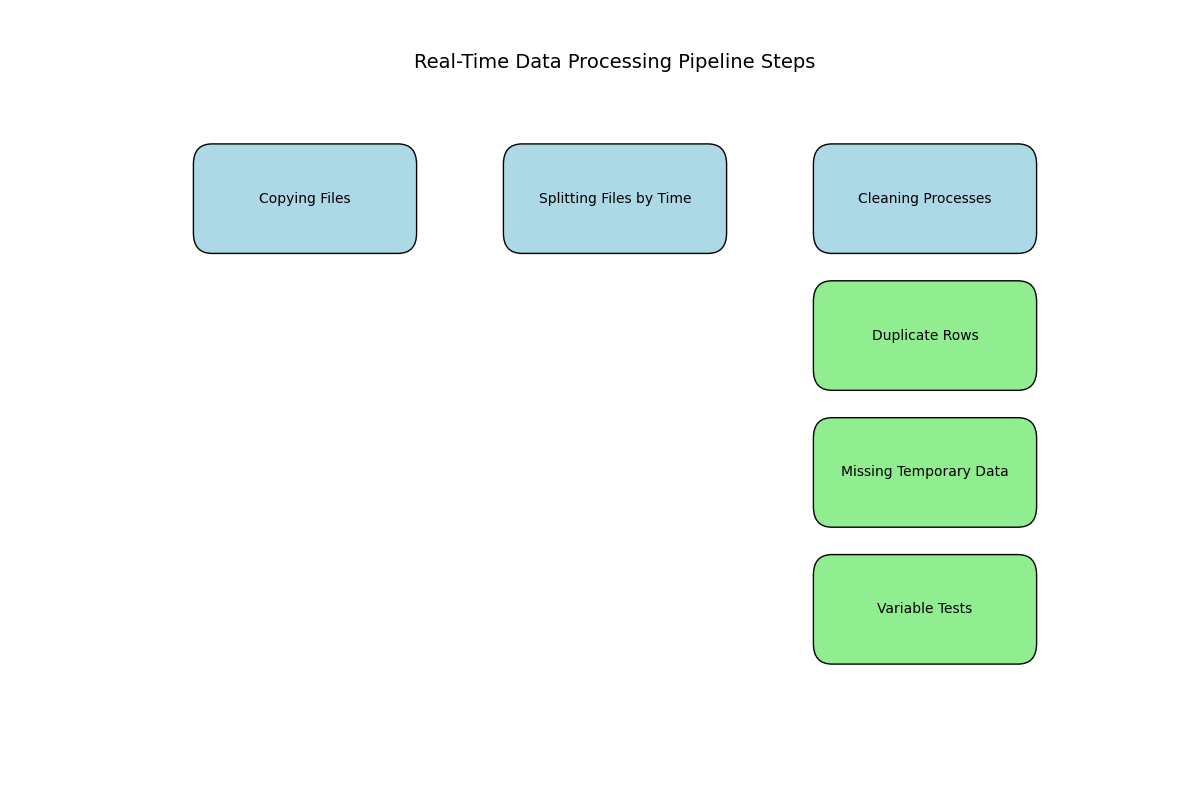 Real-Time Data Processing Pipeline Steps
Copying Files
Splitting Files by Time
Cleaning Processes
Duplicate Rows
Missing Temporary Data
Variable Tests